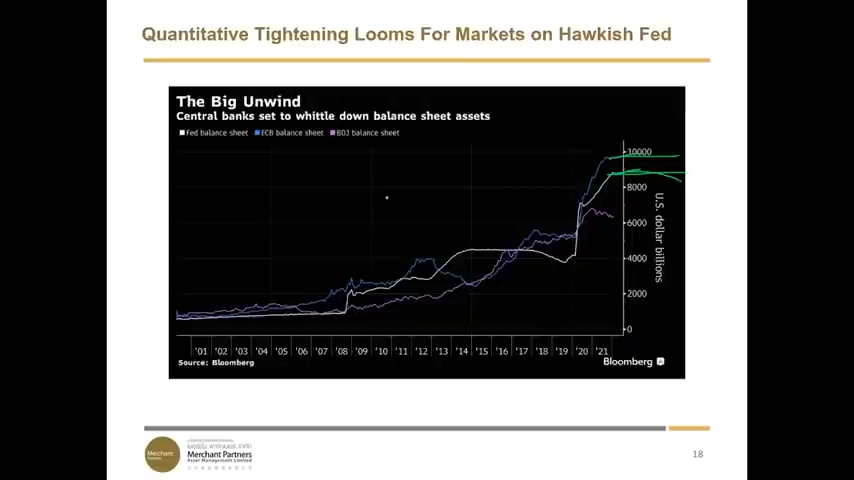 Quantitative Tightening Looms For Markets on Hawkish Fed
The Big Unwind
Central banks set to whittle down balance sheet assets
Fed balance sheet ECB balance sheet BOJ balance sheet
10000
8000
6000
4000
2000
0
U.S. dollar billions
'01 '02 '03 '04 '05 '06 '07 '08 '09 '10 '11 '12 '13 '14 '15 '16 '17 '18 '19 '20 '21
Source: Bloomberg
Bloomberg
Merchant
Merchant Partners
Asset Management Limited
18